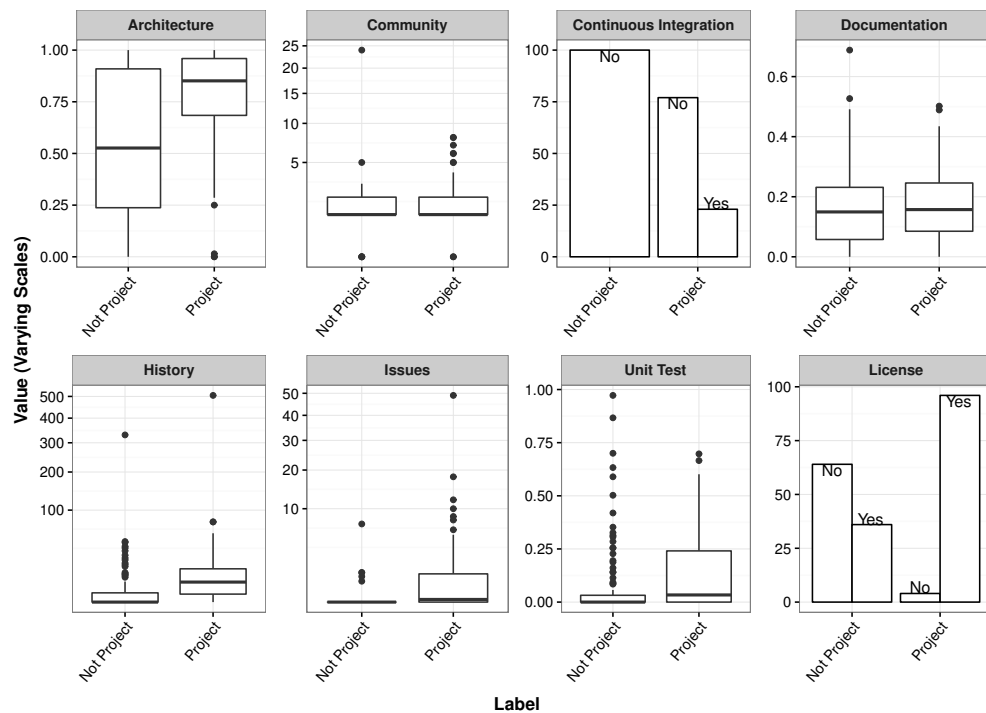 Value (Varying Scales)
Architecture
1.00
0.75
0.50
0.25
0.00
Not Project
Project
Community
25
20
15
10
5
Not Project
Project
Continuous Integration
100
75
50
25
0
No
No
Yes
Not Project
Project
Documentation
0.6
0.4
0.2
0.0
Not Project
Project
History
500
400
300
200
100
Not Project
Project
Issues
50
40
30
20
10
Not Project
Project
Unit Test
1.00
0.75
0.50
0.25
0.00
Not Project
Project
License
100
75
50
25
0
No
Yes
No
Yes
Not Project
Project
Label